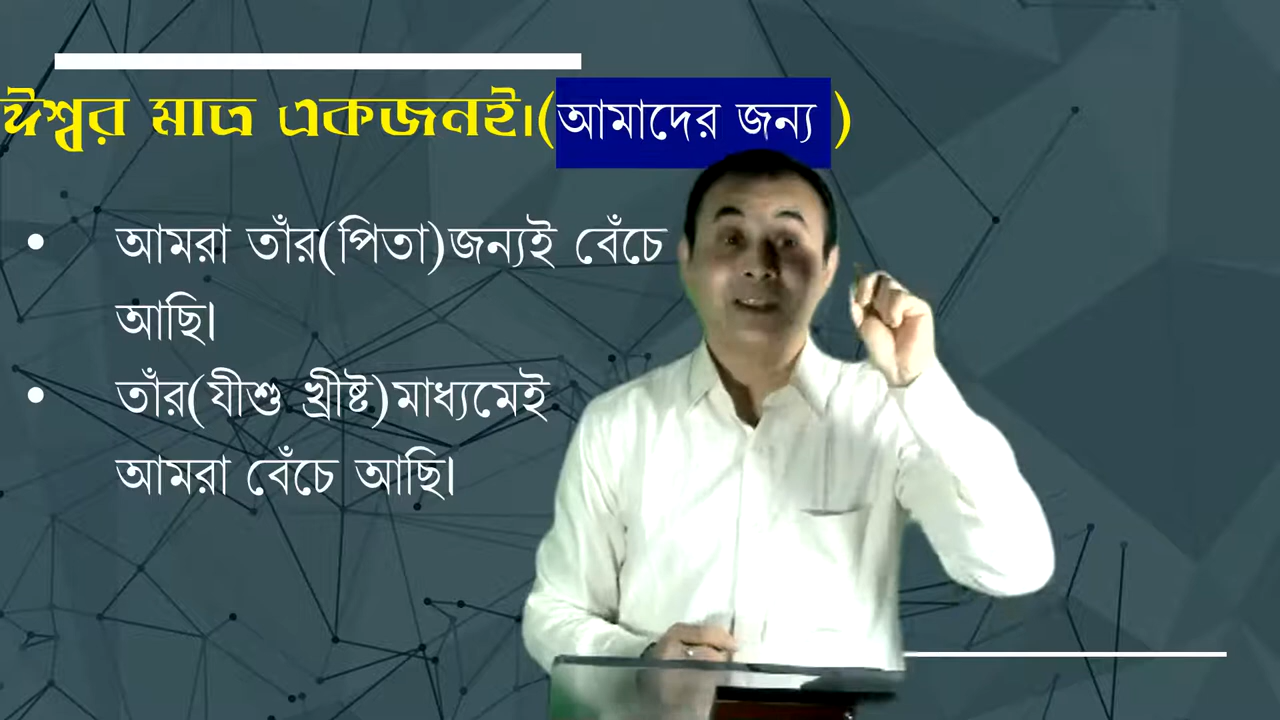 ঈশ্বর মাত্র একজনই।(আমাদের জন্য )
• আমরা তাঁর(পিতা)জন্যই বেঁচে
আছি।
• তাঁর(যীশু খ্রীষ্ট)মাধ্যমেই
আমরা বেঁচে আছি।